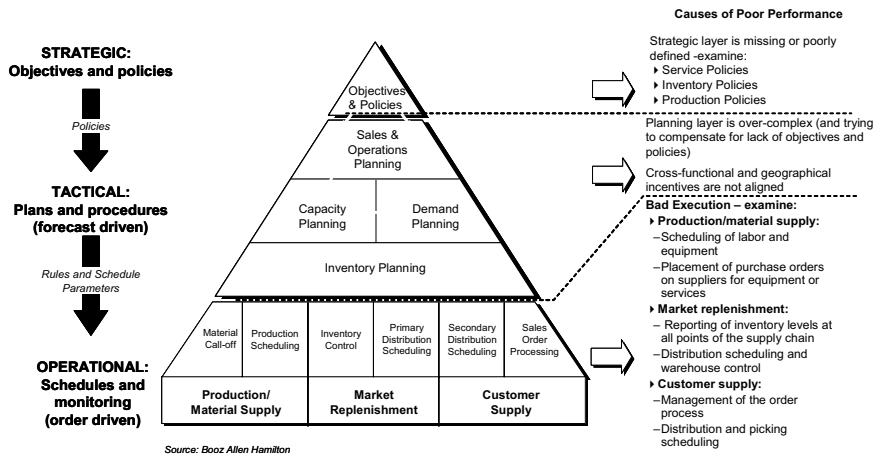 Causes of Poor Performance
STRATEGIC:
Objectives and policies
Policies
TACTICAL:
Plans and procedures
(forecast driven)
Rules and Schedule
Parameters
OPERATIONAL:
Schedules and
monitoring
(order driven)
Objectives
& Policies
Sales &
Operations
Planning
Capacity
Planning
Demand
Planning
Inventory Planning
Material
Call-off
Production
Scheduling
Inventory
Control
Primary
Distribution
Scheduling
Secondary
Distribution
Scheduling
Sales
Order
Processing
Production/
Material Supply
Market
Replenishment
Customer
Supply
Strategic layer is missing or poorly
defined -examine:
Service Policies
Inventory Policies
Production Policies
Planning layer is over-complex (and trying
to compensate for lack of objectives and
policies)
Cross-functional and geographical
incentives are not aligned
Bad Execution – examine:
Production/material supply:
–Scheduling of labor and
equipment
–Placement of purchase orders
on suppliers for equipment or
services
Market replenishment:
– Reporting of inventory levels at
all points of the supply chain
–Distribution scheduling and
warehouse control
Customer supply:
–Management of the order
process
–Distribution and picking
scheduling
Source: Booz Allen Hamilton